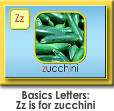 Zz
zucchini
Basics Letters:
Zz is for zucchini